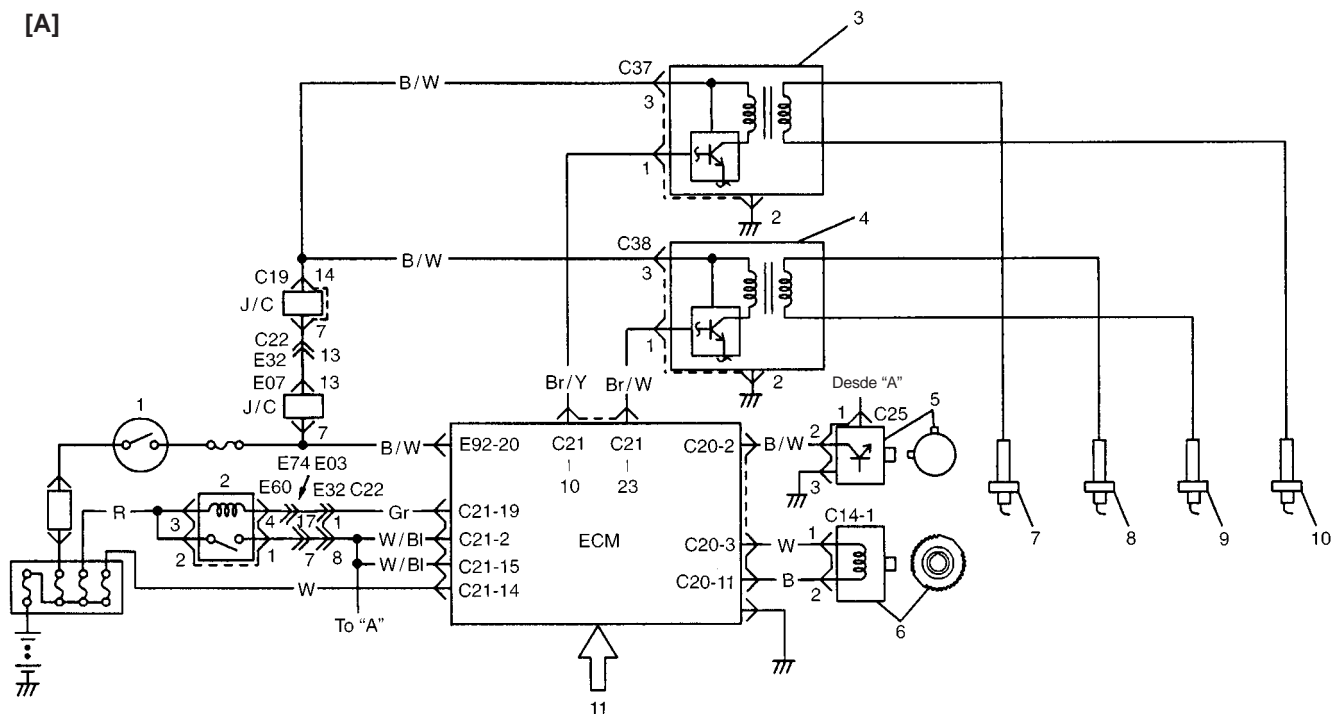 [A]
3
C37
B/W
3
1
2
4
C38
B/W
3
1
2
C19 14
J/C
7
C22
E32 13
E07 13
J/C
7
1
Br/Y Br/W
Desde “A”
1 C25 5
2 B/W
3
B/W E92-20 C21 C21 C20-2
1 1
10 23
E74 E03
E60 E32 C22
2
R 3 4 17 1 Gr C21-19
2 1 7 8 W/Bl C21-2
ECM
W/Bl C21-15
W C21-14
To “A”
C14-1
C20-3 W 1
C20-11 B 2
6
7 8 9 10
11